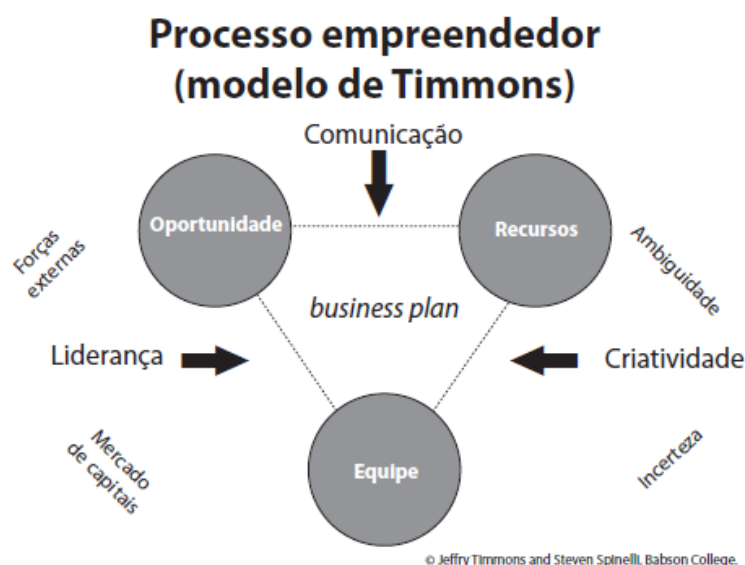 Processo empreendedor
(modelo de Timmons)
Comunicação
Oportunidade
Recursos
Forças
externas
Ambiguidade
business plan
Liderança
Criatividade
Mercado
de capitais
Equipe
Incerteza
© Jeffry Timmons and Steven Spinelli. Babson College.